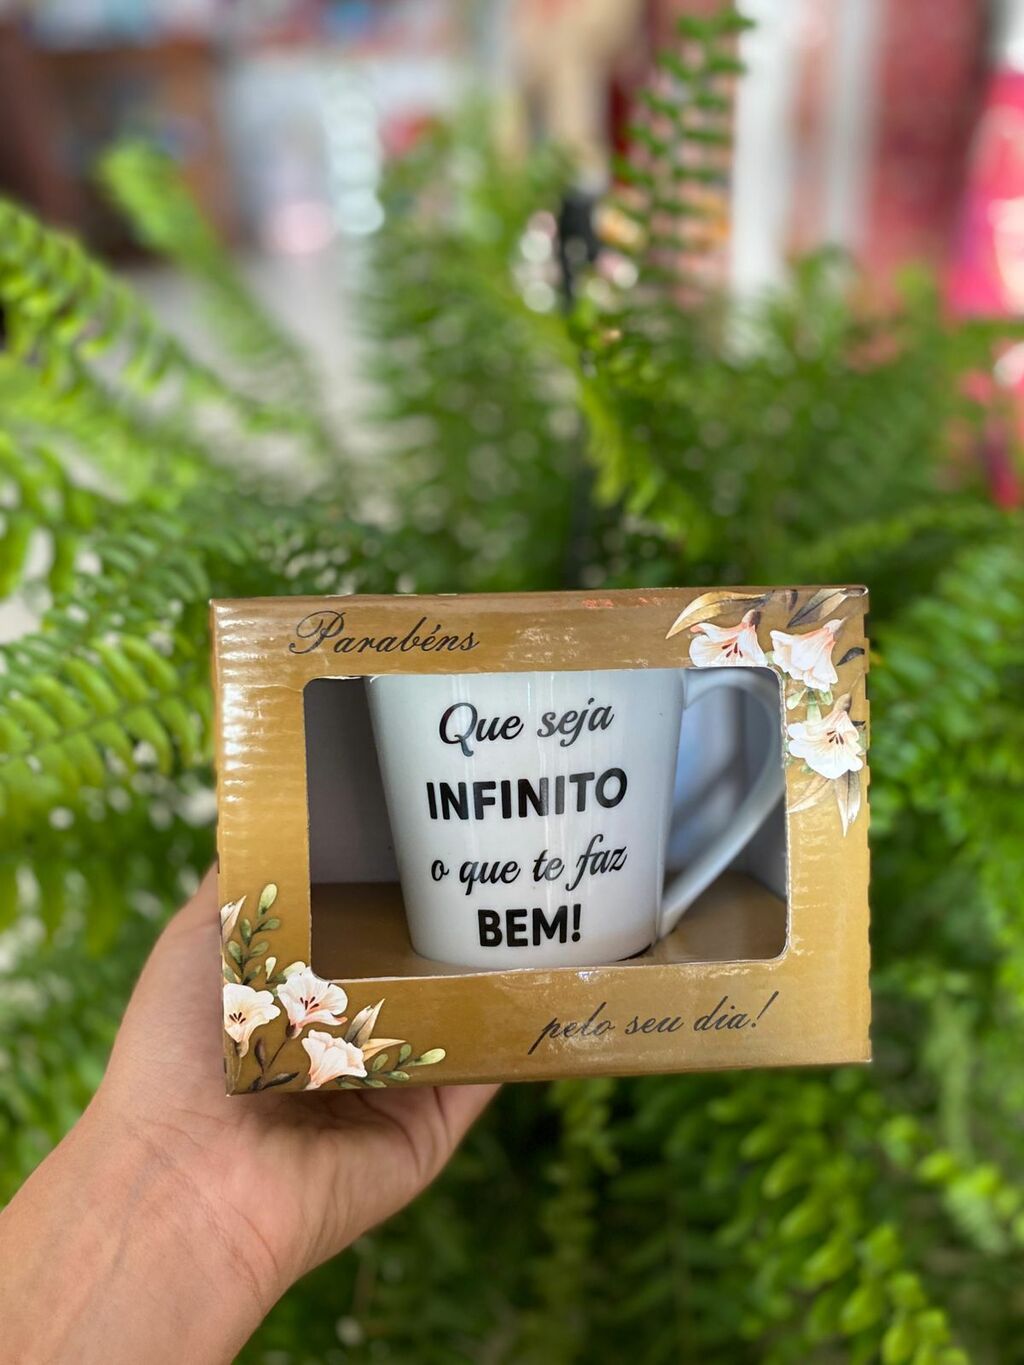 Parabéns
Que seja
INFINITO
o que te faz
BEM!
pelo seu dia!